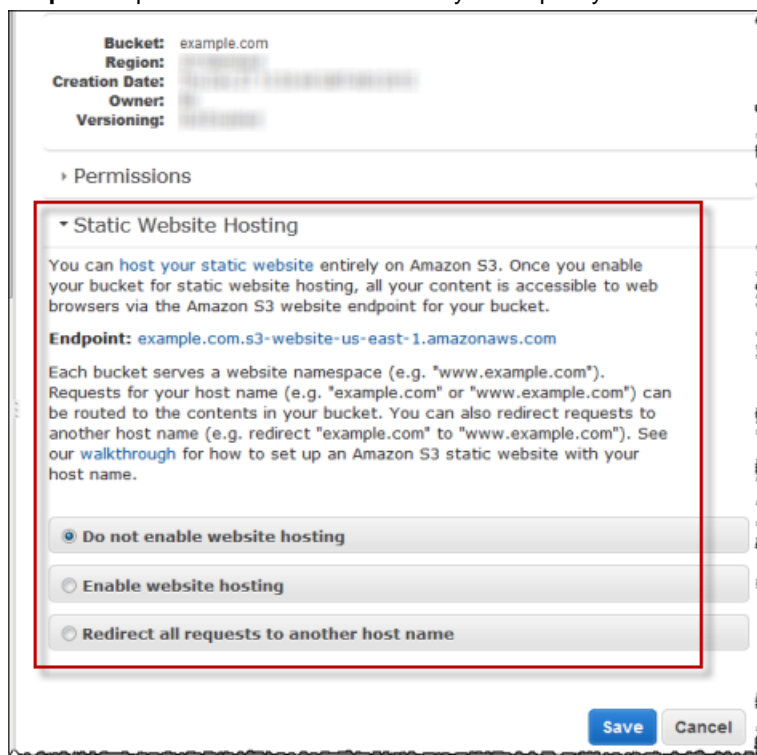 Bucket: example.com
Region:
Creation Date:
Owner:
Versioning:
Permissions
Static Website Hosting
You can host your static website entirely on Amazon S3. Once you enable
your bucket for static website hosting, all your content is accessible to web
browsers via the Amazon S3 website endpoint for your bucket.
Endpoint: example.com.s3-website-us-east-1.amazonaws.com
Each bucket serves a website namespace (e.g. "www.example.com").
Requests for your host name (e.g. "example.com" or "www.example.com") can
be routed to the contents in your bucket. You can also redirect requests to
another host name (e.g. redirect "example.com" to "www.example.com"). See
our walkthrough for how to set up an Amazon S3 static website with your
host name.
Do not enable website hosting
Enable website hosting
Redirect all requests to another host name
Save Cancel